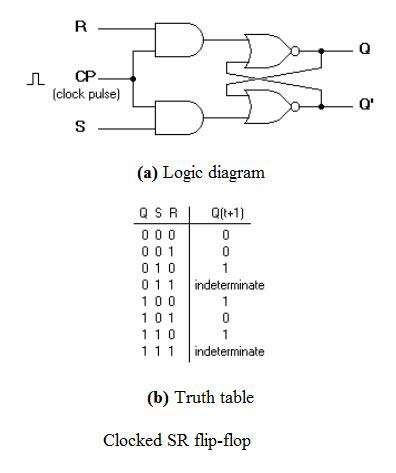 R
Q
CP
(clock pulse)
S
Q'
(a) Logic diagram
Q S R Q(t+1)
0 0 0 0
0 0 1 0
0 1 0 1
0 1 1 indeterminate
1 0 0 1
1 0 1 0
1 1 0 1
1 1 1 indeterminate
(b) Truth table
Clocked SR flip-flop